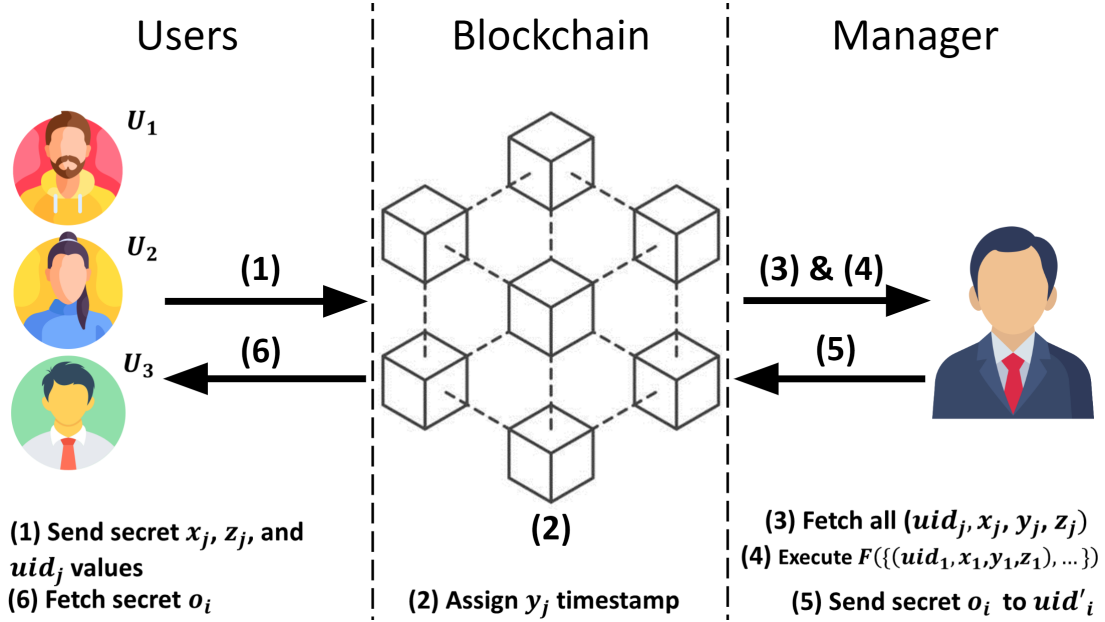 Users
Blockchain
Manager
U₁
U₂
U₃
(1)
(6)
(3) & (4)
(5)
(2)
(1) Send secret xⱼ, zⱼ, and
uidⱼ values
(6) Fetch secret oᵢ
(2) Assign yⱼ timestamp
(3) Fetch all (uidⱼ, xⱼ, yⱼ, zⱼ)
(4) Execute F({(uid₁, x₁,y₁,z₁), … })
(5) Send secret oᵢ to uid′ᵢ